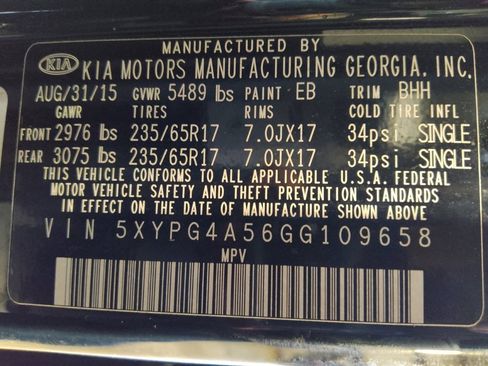 MANUFACTURED BY
KIA KIA MOTORS MANUFACTURING GEORGIA, INC.
AUG/31/15 GVWR 5489 lbs PAINT EB TRIM BHH
GAWR TIRES RIMS COLD TIRE INFL
FRONT 2976 lbs 235/65R17 7.0JX17 34psi SINGLE
REAR 3075 lbs 235/65R17 7.0JX17 34psi SINGLE
THIS VEHICLE CONFORMS TO ALL APPLICABLE U.S.A. FEDERAL
MOTOR VEHICLE SAFETY AND THEFT PREVENTION STANDARDS
IN EFFECT ON THE DATE OF MANUFACTURE SHOWN ABOVE
VIN 5XYPG4A56GG109658
MPV